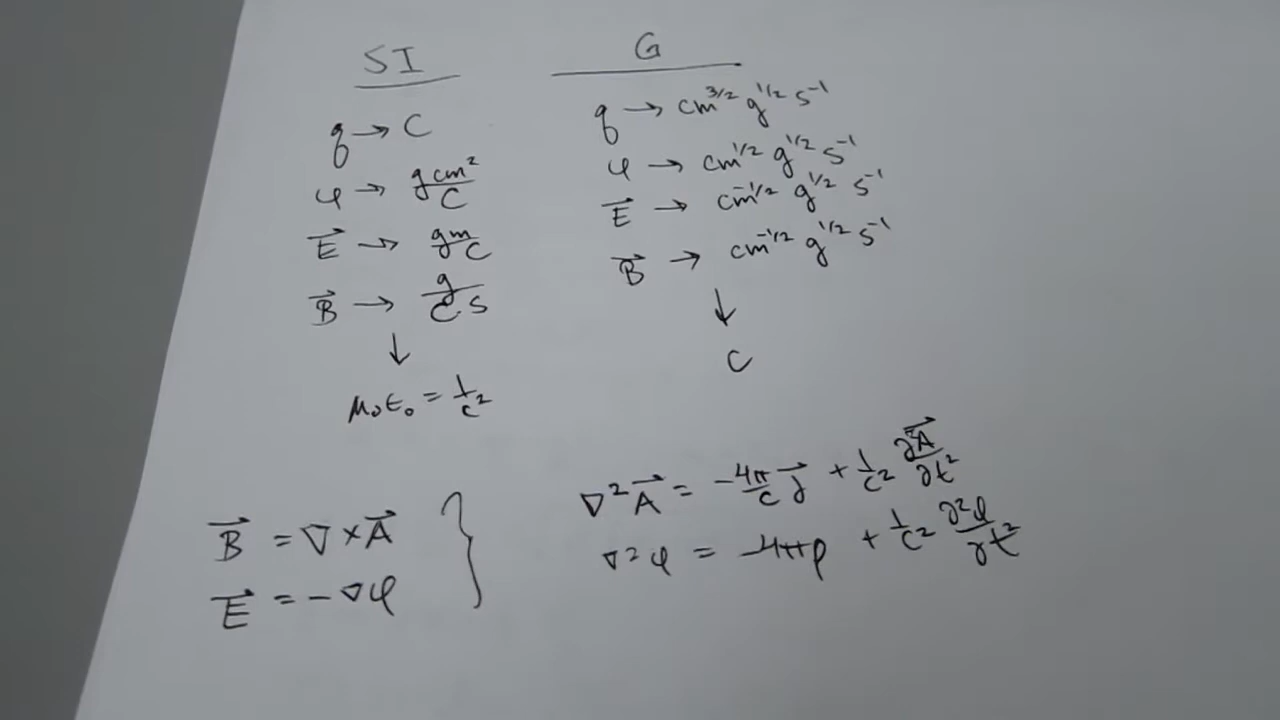 SI
q → C
φ → g cm²/C
E⃗ → gm/C
B⃗ → g/C s
↓
μ₀ε₀ = 1/c²
G
q → cm^3/2 g^1/2 s^-1
φ → cm^1/2 g^1/2 s^-1
E⃗ → cm^-1/2 g^1/2 s^-1
B⃗ → cm^-1/2 g^1/2 s^-1
↓
C
B⃗ = ∇ × A⃗
E⃗ = -∇φ
}
∇²A⃗ = -4π/c j⃗ + 1/c² ∂²A⃗/∂t²
∇²φ = -4πρ + 1/c² ∂²φ/∂t²